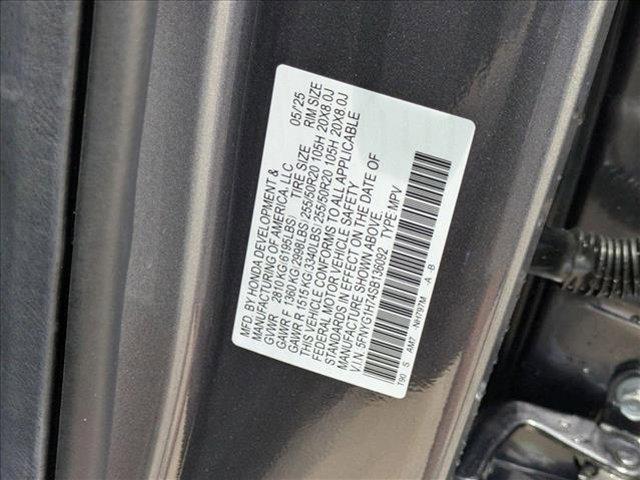 MFD. BY HONDA DEVELOPMENT &
MANUFACTURING OF AMERICA, LLC 05/'25
GVWR 2810 KG(6195LBS) TIRE SIZE RIM SIZE
GAWR F 1360 KG(2998LBS) 255/50R20 105H 20X8.0J
GAWR R 1515 KG(3340LBS) 255/50R20 105H 20X8.0J
THIS VEHICLE CONFORMS TO ALL APPLICABLE
FEDERAL MOTOR VEHICLE SAFETY
STANDARDS IN EFFECT ON THE DATE OF
MANUFACTURE SHOWN ABOVE.
V.I.N. 5FNYG1H74SB136092 TYPE:MPV
T90 S AM7 -NH797M -A B